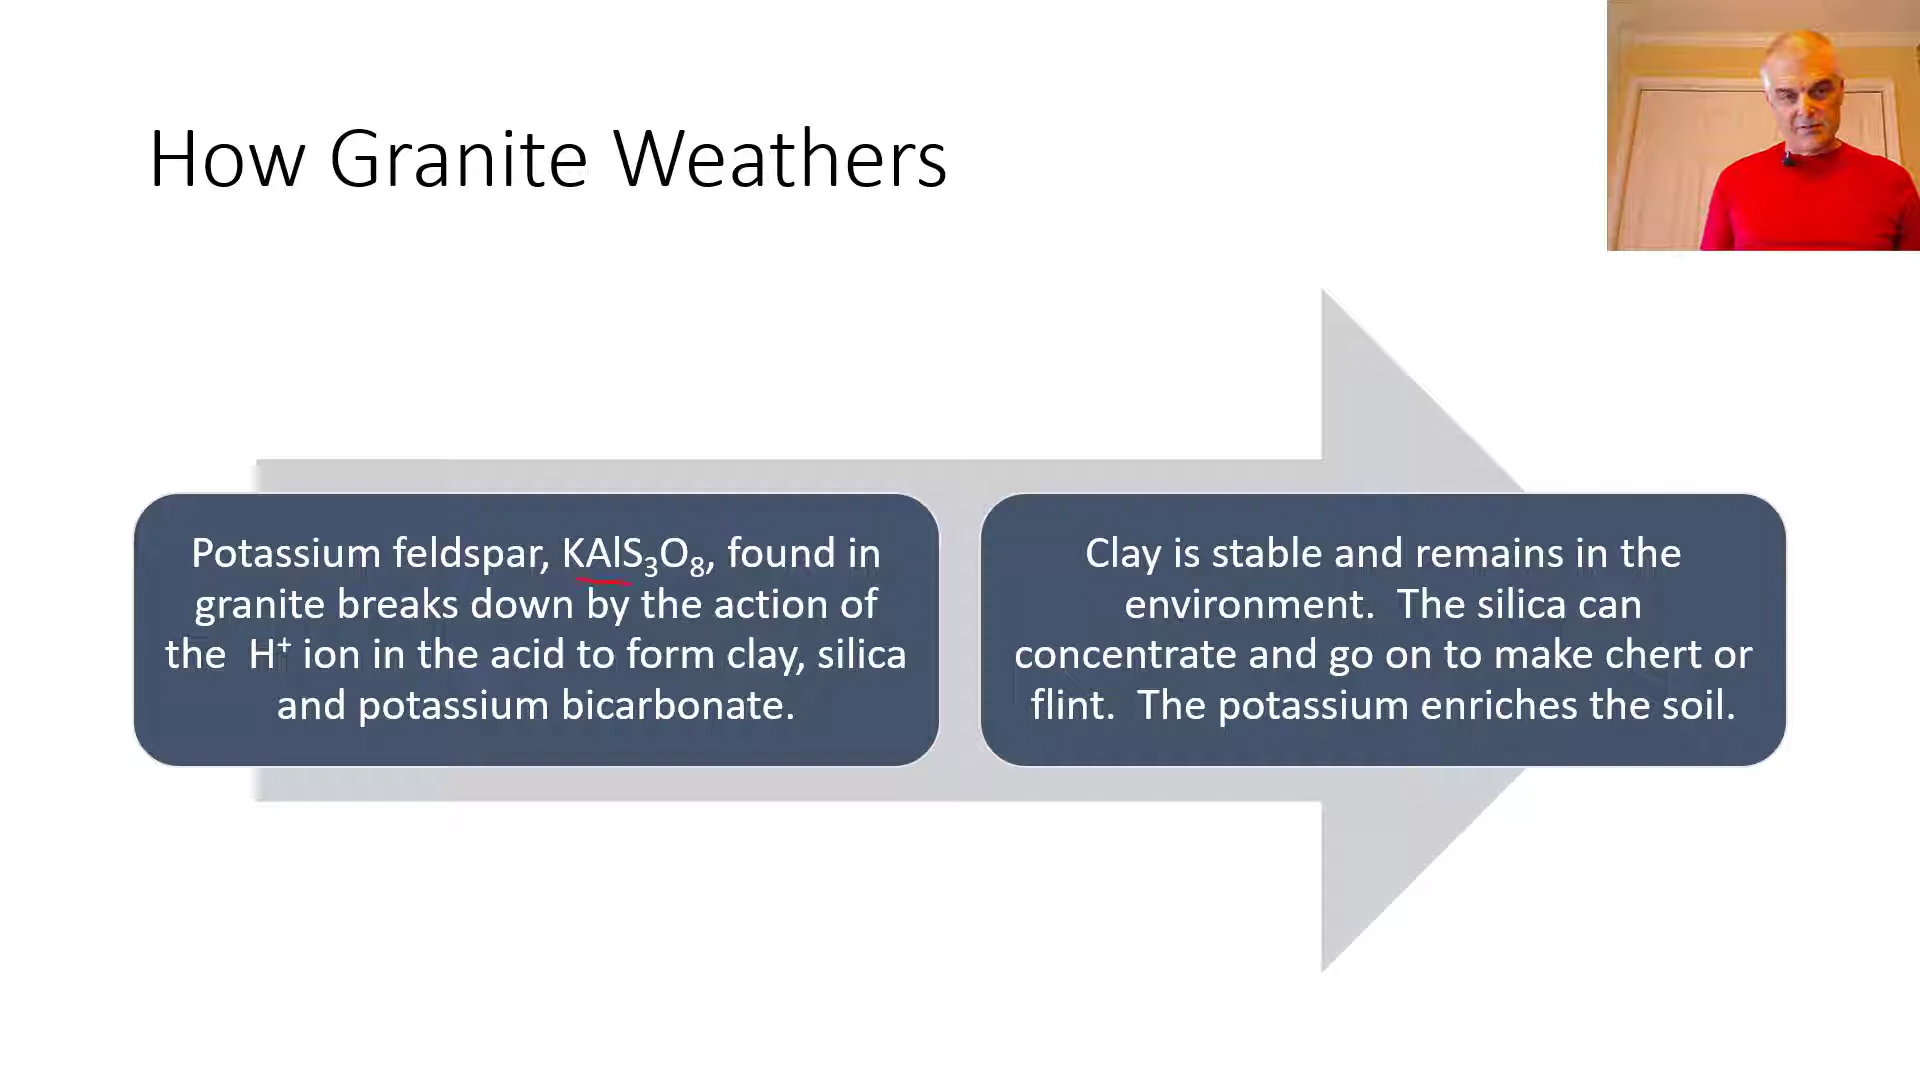 How Granite Weathers
Potassium feldspar, KAlS₃O₈, found in
granite breaks down by the action of
the  H⁺ ion in the acid to form clay, silica
and potassium bicarbonate.
Clay is stable and remains in the
environment.  The silica can
concentrate and go on to make chert or
flint.  The potassium enriches the soil.